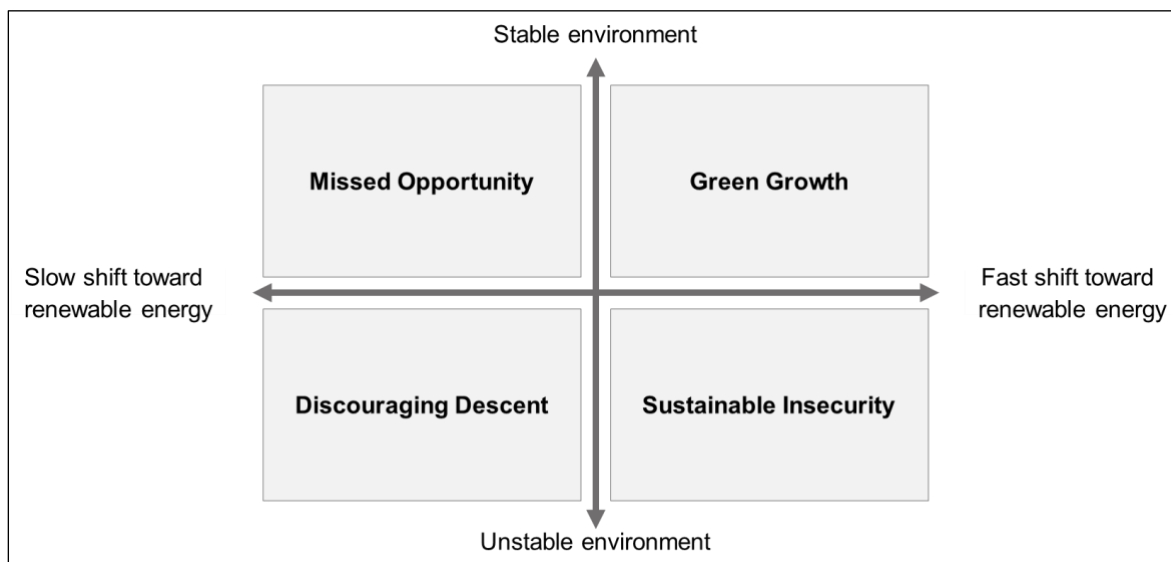 Stable environment
Missed Opportunity
Green Growth
Slow shift toward
renewable energy
Fast shift toward
renewable energy
Discouraging Descent
Sustainable Insecurity
Unstable environment